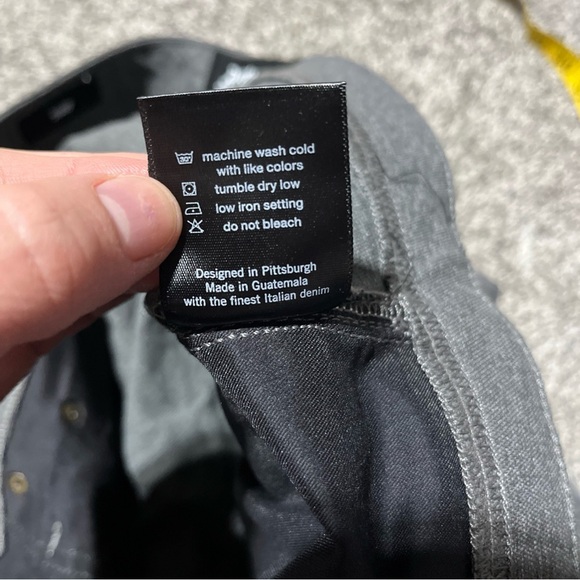 30°
machine wash cold
with like colors
tumble dry low
low iron setting
do not bleach
Designed in Pittsburgh
Made in Guatemala
with the finest Italian denim